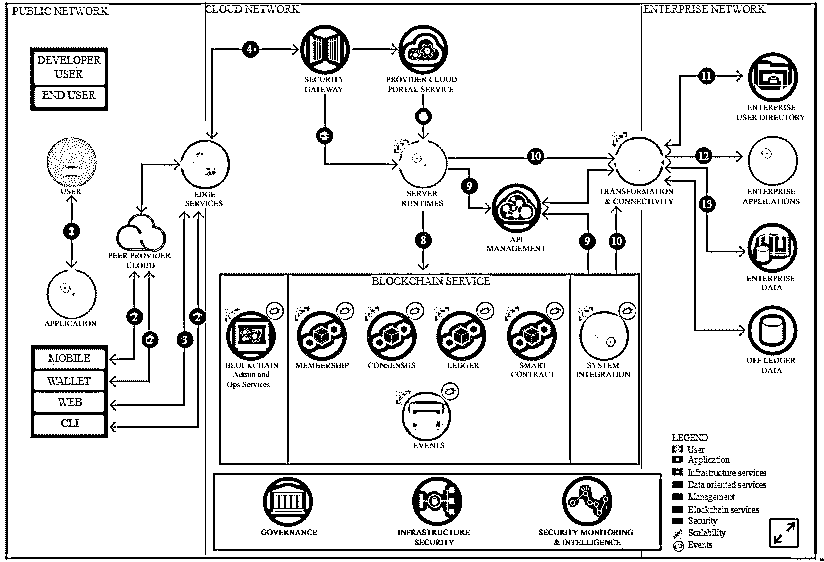 PUBLIC NETWORK
CLOUD NETWORK
ENTERPRISE NETWORK
DEVELOPER
USER
END USER
4
SECURITY
GATEWAY
PROVIDER CLOUD
PORTAL SERVICE
11
ENTERPRISE
USER DIRECTORY
USER
EDGE
SERVICES
SERVER
RUNTIMES
10
TRANSFORMATION
& CONNECTIVITY
12
ENTERPRISE
APPLICATIONS
9
13
1
PEER PROVIDER
CLOUD
API
MANAGEMENT
8
9
10
ENTERPRISE
DATA
APPLICATION
BLOCKCHAIN SERVICE
2
3
2
MOBILE
WALLET
WEB
CLI
BLOCKCHAIN
Admin and
Ops Services
MEMBERSHIP
CONSENSUS
LEDGER
SMART
CONTRACT
SYSTEM
INTEGRATION
OFF LEDGER
DATA
EVENTS
LEGEND
User
Application
Infrastructure services
Data oriented services
Management
Blockchain services
Security
Scalability
Events
GOVERNANCE
INFRASTRUCTURE
SECURITY
SECURITY MONITORING
& INTELLIGENCE